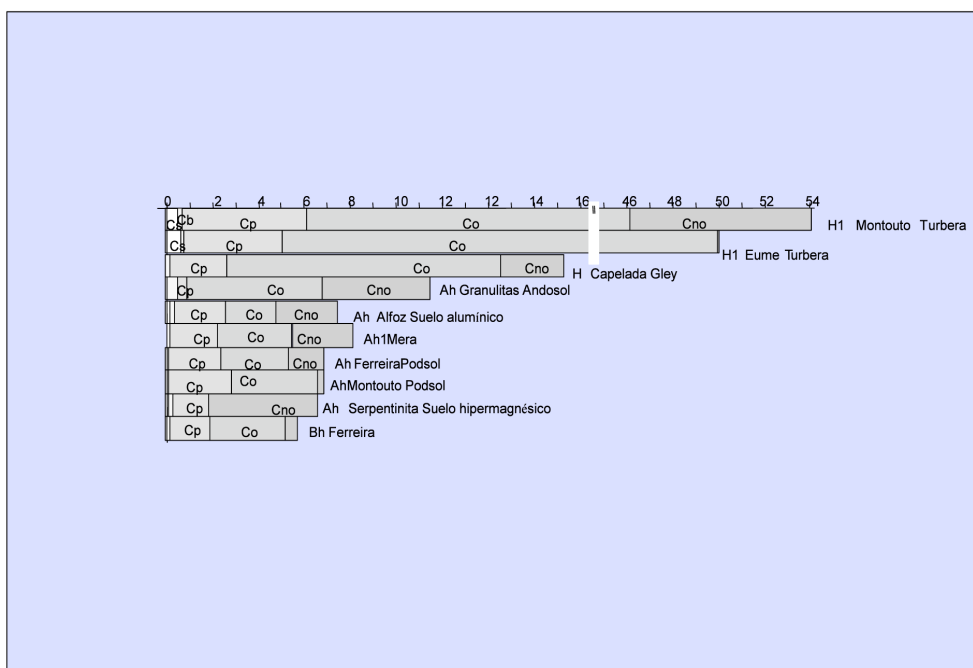 0 2 4 6 8 10 12 14 16 46 48 50 52 54
Cs Cb Cp Co Cno H1 Montouto Turbera
Cs Cp Co H1 Eume Turbera
Cp Co Cno H Capelada Gley
Cp Co Cno Ah Granulitas Andosol
Cp Co Cno Ah Alfoz Suelo alumínico
Cp Co Cno Ah1Mera
Cp Co Cno Ah FerreiraPodsol
Cp Co AhMontouto Podsol
Cp Cno Ah Serpentinita Suelo hipermagnésico
Cp Co Bh Ferreira